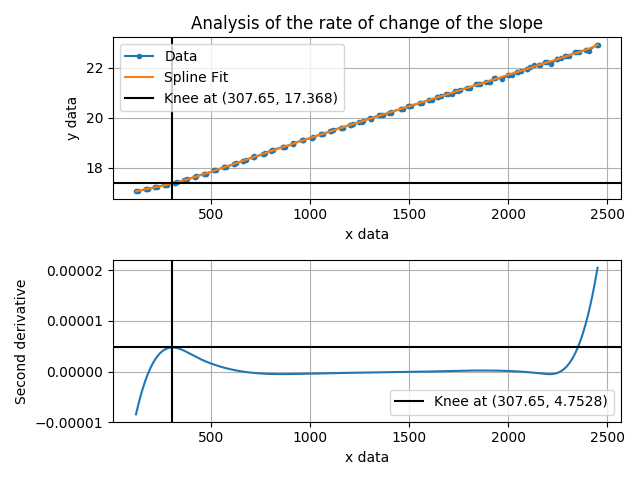 Analysis of the rate of change of the slope
Data
Spline Fit
Knee at (307.65, 17.368)
22
20
18
y data
500
1000
1500
2000
2500
x data
0.00002
0.00001
0.00000
−0.00001
Second derivative
Knee at (307.65, 4.7528)
500
1000
1500
2000
2500
x data